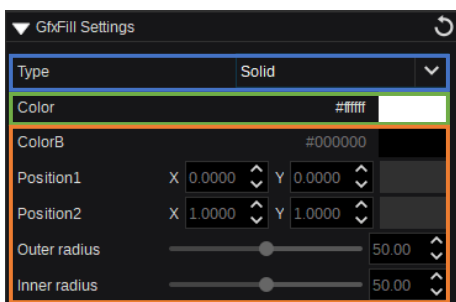 GfxFill Settings
Type Solid
Color #ffffff
ColorB #000000
Position1 X 0.0000 Y 0.0000
Position2 X 1.0000 Y 1.0000
Outer radius 50.00
Inner radius 50.00